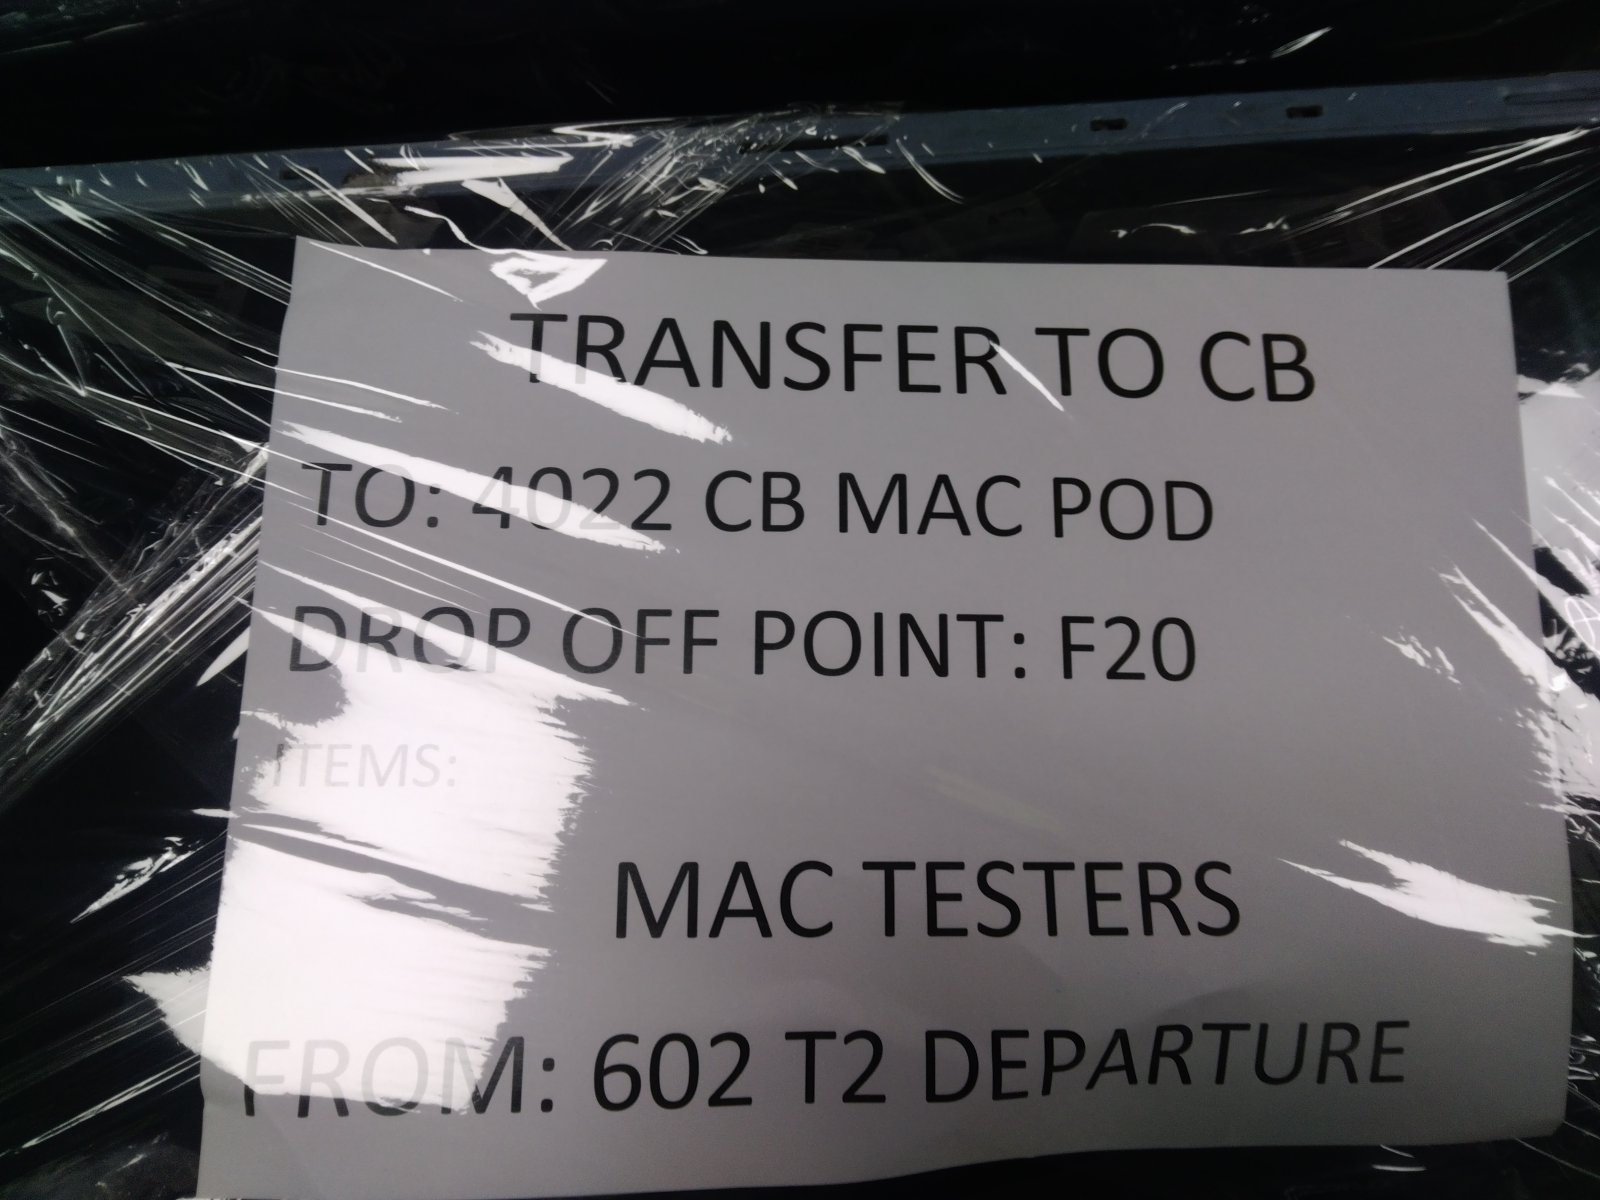 TRANSFER TO CB
TO: 4022 CB MAC POD
DROP OFF POINT: F20
ITEMS:
MAC TESTERS
FROM: 602 T2 DEPARTURE